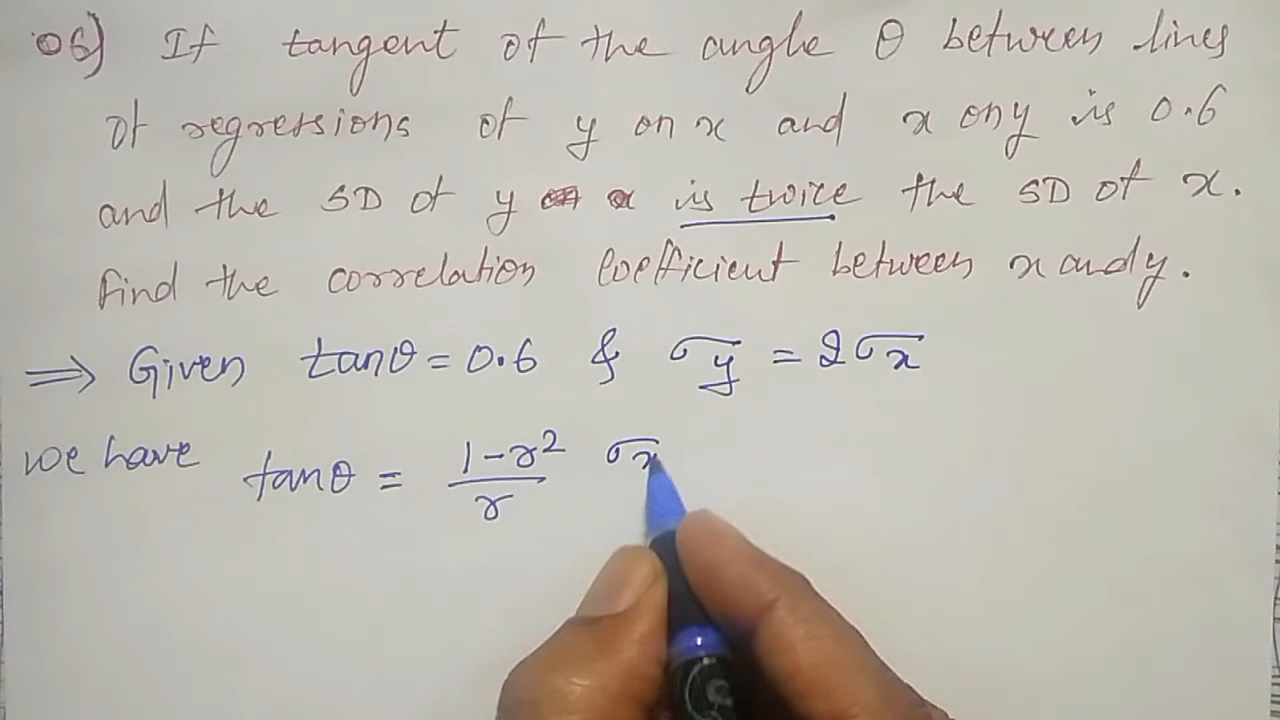 06) If tangent of the angle θ between lines
of regressions of y on x and x on y is 0.6
and the SD of y is twice the SD of x.
Find the correlation Coefficient between x and y.
⇒ Given tanθ = 0.6 & σy = 2σx
we have tanθ = (1-r²)/r σx